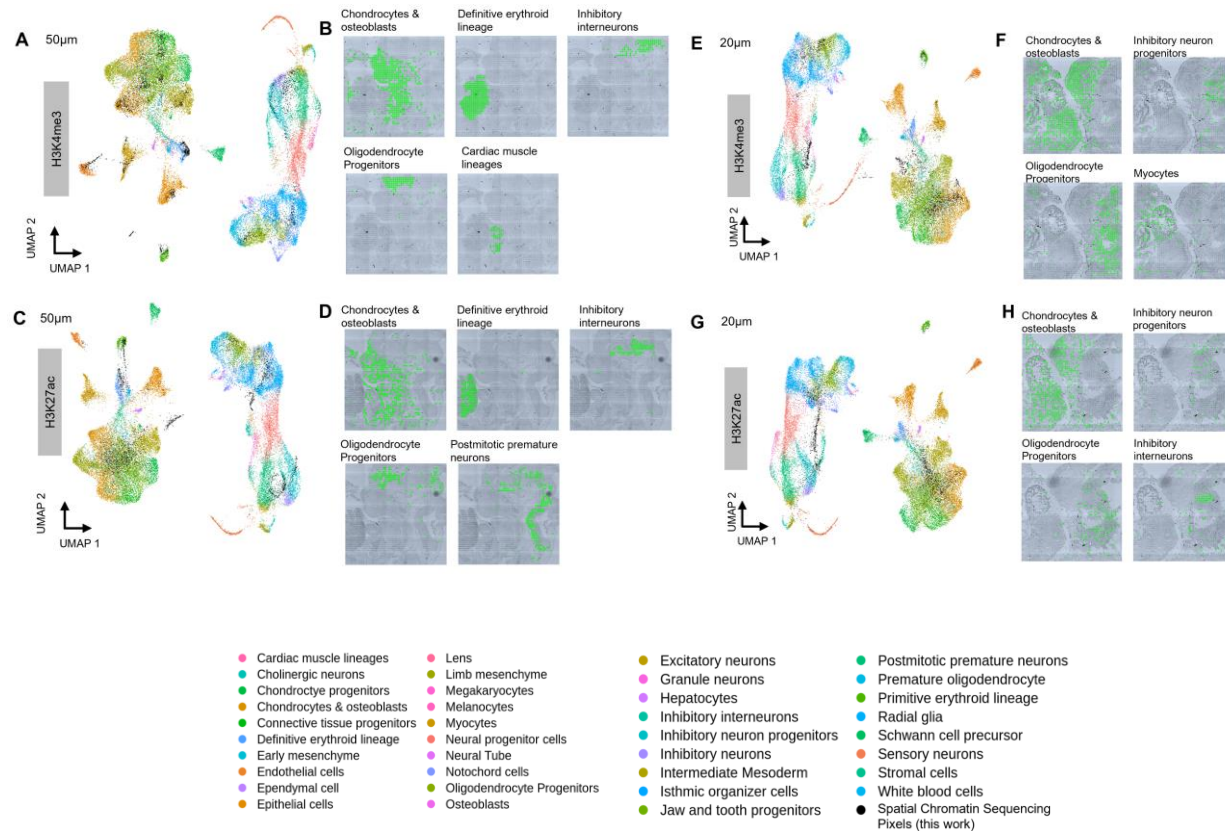 A
50µm
H3K4me3
UMAP 2
UMAP 1
B
Chondrocytes &
osteoblasts
Definitive erythroid
lineage
Inhibitory
interneurons
Oligodendrocyte
Progenitors
Cardiac muscle
lineages
C
50µm
H3K27ac
UMAP 2
UMAP 1
D
Chondrocytes &
osteoblasts
Definitive erythroid
lineage
Inhibitory
interneurons
Oligodendrocyte
Progenitors
Postmitotic premature
neurons
E
20µm
H3K4me3
UMAP 2
UMAP 1
F
Chondrocytes &
osteoblasts
Inhibitory neuron
progenitors
Oligodendrocyte
Progenitors
Myocytes
G
20µm
H3K27ac
UMAP 2
UMAP 1
H
Chondrocytes &
osteoblasts
Inhibitory neuron
progenitors
Oligodendrocyte
Progenitors
Inhibitory
interneurons
Cardiac muscle lineages
Cholinergic neurons
Chondroctye progenitors
Chondrocytes & osteoblasts
Connective tissue progenitors
Definitive erythroid lineage
Early mesenchyme
Endothelial cells
Ependymal cell
Epithelial cells
Lens
Limb mesenchyme
Megakaryocytes
Melanocytes
Myocytes
Neural progenitor cells
Neural Tube
Notochord cells
Oligodendrocyte Progenitors
Osteoblasts
Excitatory neurons
Granule neurons
Hepatocytes
Inhibitory interneurons
Inhibitory neuron progenitors
Inhibitory neurons
Intermediate Mesoderm
Isthmic organizer cells
Jaw and tooth progenitors
Postmitotic premature neurons
Premature oligodendrocyte
Primitive erythroid lineage
Radial glia
Schwann cell precursor
Sensory neurons
Stromal cells
White blood cells
Spatial Chromatin Sequencing
Pixels (this work)